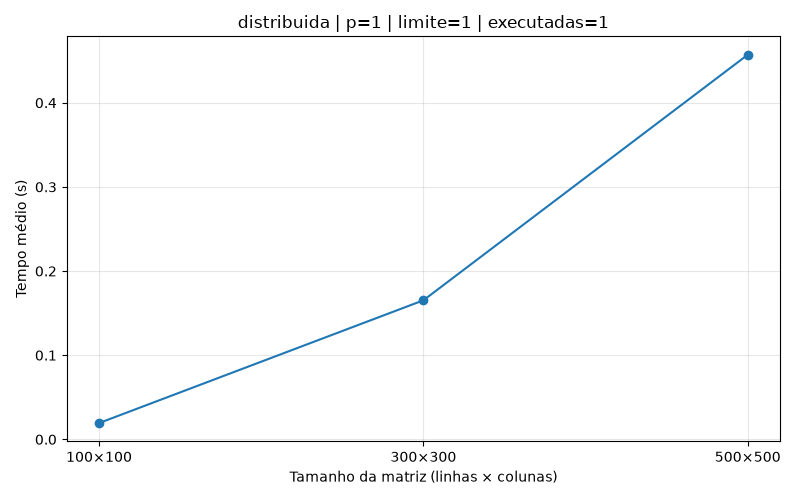 distribuida | p=1 | limite=1 | executadas=1
Tempo médio (s)
0.4
0.3
0.2
0.1
0.0
100×100
300×300
500×500
Tamanho da matriz (linhas × colunas)